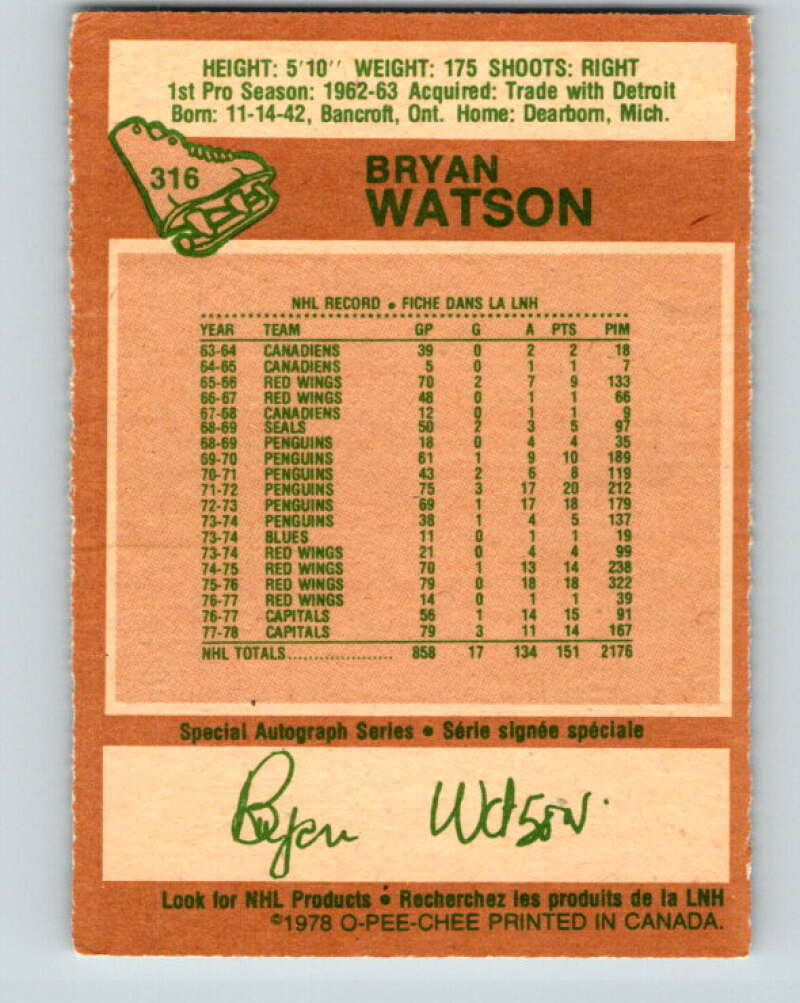 HEIGHT: 5'10'' WEIGHT: 175 SHOOTS: RIGHT
1st Pro Season: 1962-63 Acquired: Trade with Detroit
Born: 11-14-42, Bancroft, Ont. Home: Dearborn, Mich.
316
BRYAN
WATSON
NHL RECORD • FICHE DANS LA LNH
YEAR TEAM GP G A PTS PIM
63-64 CANADIENS 39 0 2 2 18
64-65 CANADIENS 5 0 1 1 7
65-66 RED WINGS 70 2 7 9 133
66-67 RED WINGS 48 0 1 1 66
67-68 CANADIENS 12 0 1 1 9
68-69 SEALS 50 2 3 5 97
68-69 PENGUINS 18 0 4 4 35
69-70 PENGUINS 61 1 9 10 189
70-71 PENGUINS 43 2 6 8 119
71-72 PENGUINS 75 3 17 20 212
72-73 PENGUINS 69 1 17 18 179
73-74 PENGUINS 38 1 4 5 137
73-74 BLUES 11 0 1 1 19
73-74 RED WINGS 21 0 4 4 99
74-75 RED WINGS 70 1 13 14 238
75-76 RED WINGS 79 0 18 18 322
76-77 RED WINGS 14 0 1 1 39
76-77 CAPITALS 56 1 14 15 91
77-78 CAPITALS 79 3 11 14 167
NHL TOTALS 858 17 134 151 2176
Special Autograph Series • Série signée spéciale
Bryan Watson
Look for NHL Products • Recherchez les produits de la LNH
©1978 O-PEE-CHEE PRINTED IN CANADA.